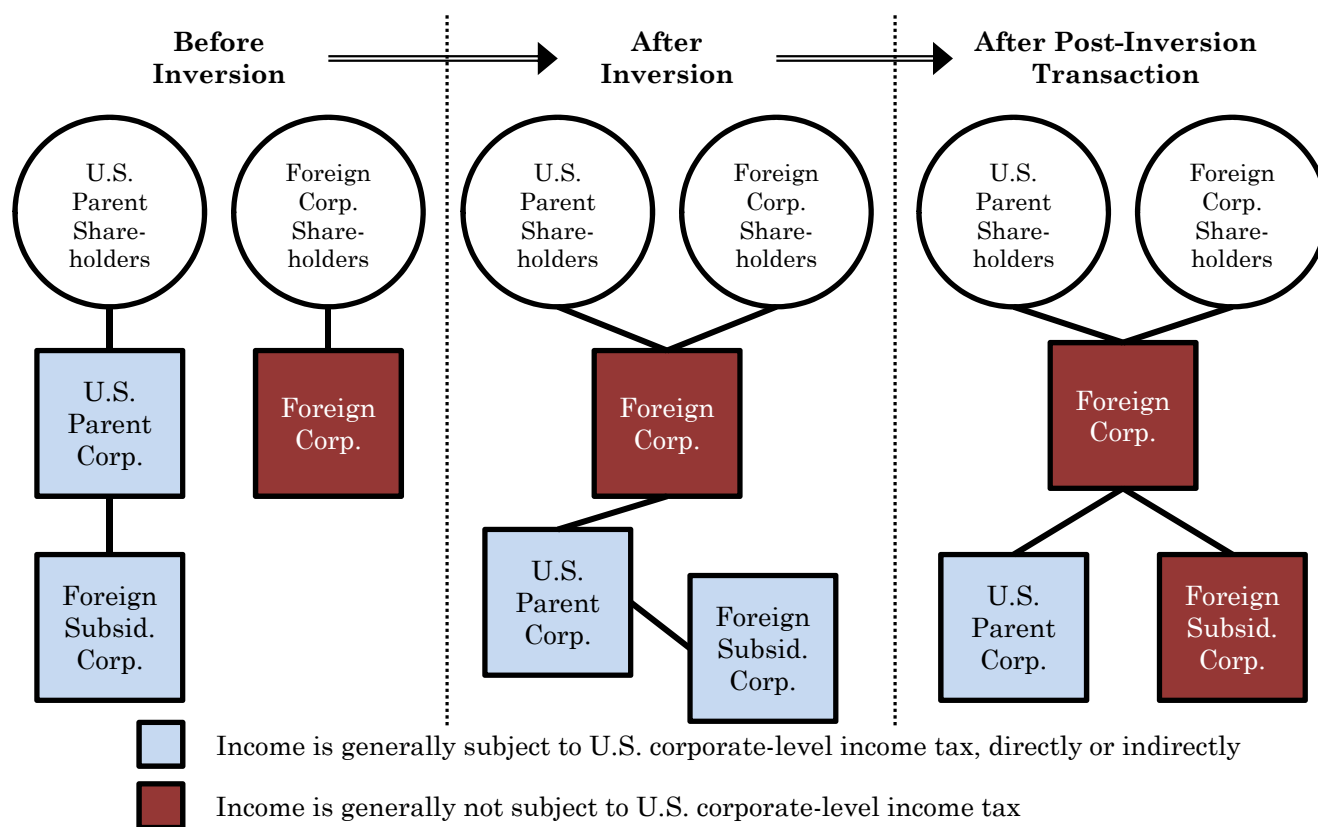 Before
Inversion
After
Inversion
After Post-Inversion
Transaction
U.S.
Parent
Share-
holders
Foreign
Corp.
Share-
holders
U.S.
Parent
Share-
holders
Foreign
Corp.
Share-
holders
U.S.
Parent
Share-
holders
Foreign
Corp.
Share-
holders
U.S.
Parent
Corp.
Foreign
Corp.
Foreign
Corp.
Foreign
Corp.
Foreign
Subsid.
Corp.
U.S.
Parent
Corp.
Foreign
Subsid.
Corp.
U.S.
Parent
Corp.
Foreign
Subsid.
Corp.
Income is generally subject to U.S. corporate-level income tax, directly or indirectly
Income is generally not subject to U.S. corporate-level income tax